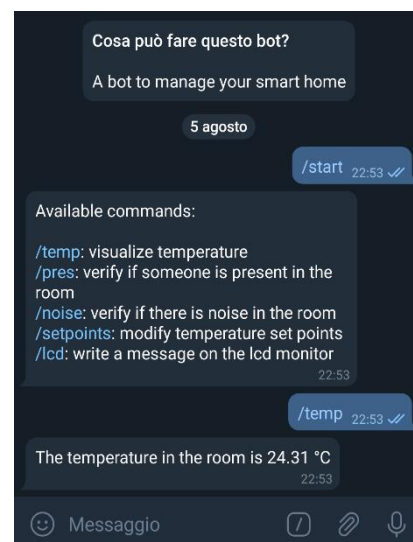 Cosa può fare questo bot?
A bot to manage your smart home
5 agosto
/start 22:53
Available commands:
/temp: visualize temperature
/pres: verify if someone is present in the
room
/noise: verify if there is noise in the room
/setpoints: modify temperature set points
/lcd: write a message on the lcd monitor
22:53
/temp 22:53
The temperature in the room is 24.31 °C
22:53
Messaggio